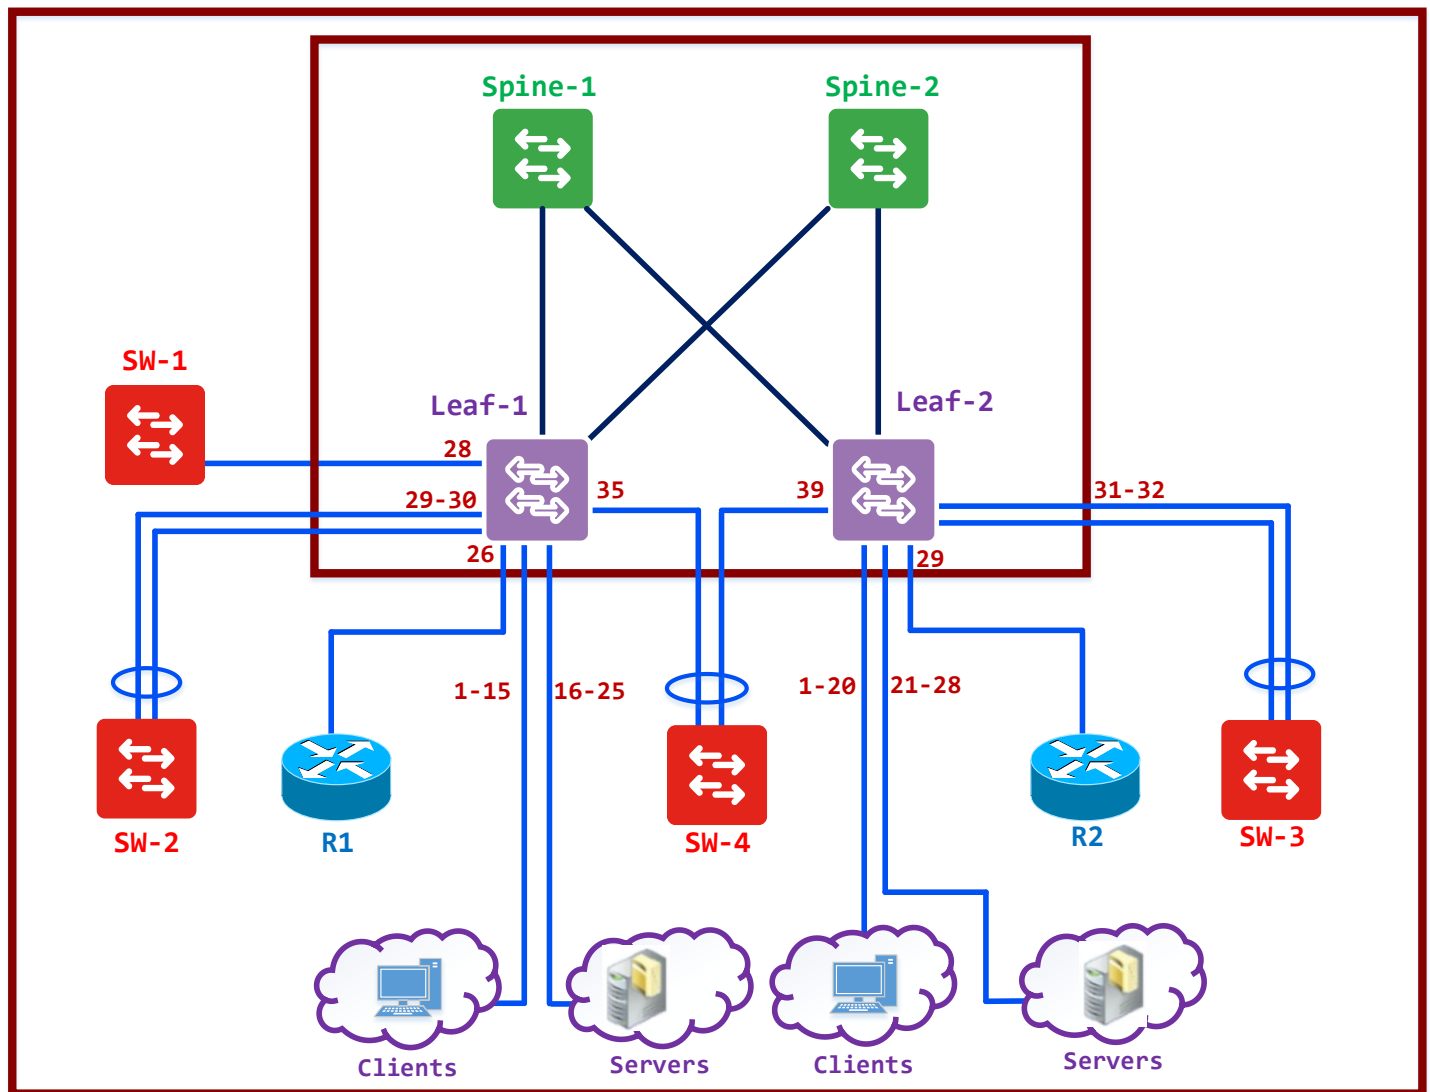 Spine-1
Spine-2
SW-1
Leaf-1
Leaf-2
28
29-30
35
39
31-32
26
29
1-15
16-25
1-20
21-28
SW-2
R1
SW-4
R2
SW-3
Clients
Servers
Clients
Servers